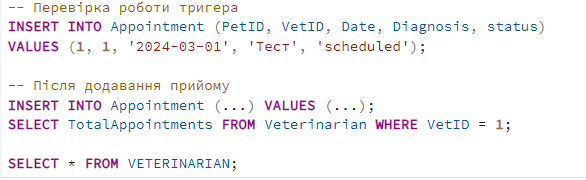 -- Перевірка роботи тригера
INSERT INTO Appointment (PetID, VetID, Date, Diagnosis, status)
VALUES (1, 1, '2024-03-01', 'Тест', 'scheduled');
-- Після додавання прийому
INSERT INTO Appointment (...) VALUES (...);
SELECT TotalAppointments FROM Veterinarian WHERE VetID = 1;
SELECT * FROM VETERINARIAN;